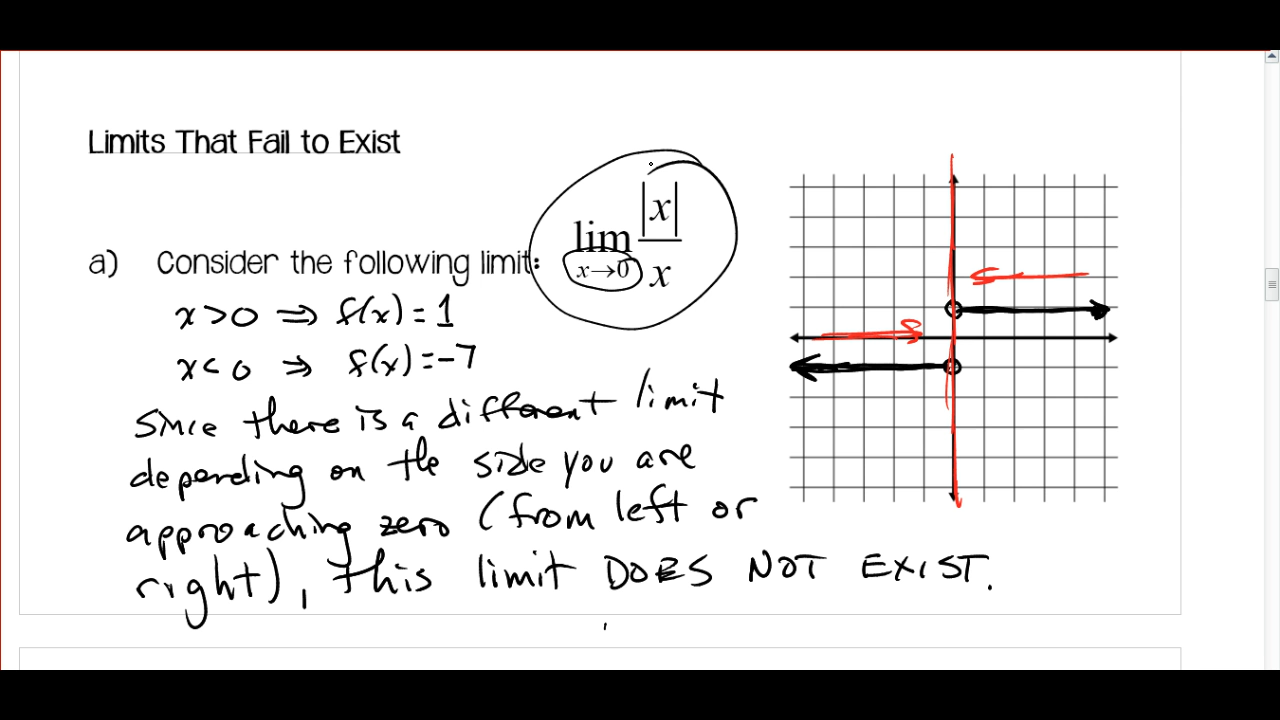 Limits That Fail to Exist
a) Consider the following limit: lim x→0 |x|/x
x>0 ⇒ f(x)=1
x<0 ⇒ f(x)=-1
Since there is a different limit
depending on the side you are
approaching zero (from left or
right), this limit DOES NOT EXIST.